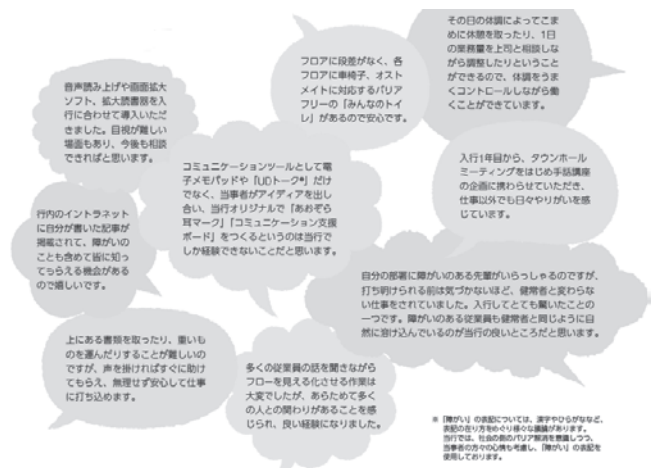 その日の体調によってこま
めに休憩を取ったり、1日
の業務量を上司と相談しな
がら調整したりということ
ができるので、体調をうま
くコントロールしながら働
くことができています。
フロアに段差がなく、各
フロアに車椅子、オスト
メイトに対応するバリア
フリーの「みんなのトイ
レ」があるので安心です。
音声読み上げや画面拡大
ソフト、拡大読書器を入
行に合わせて導入いただ
きました。目視が難しい
場面もあり、今後も相談
できればと思います。
コミュニケーションツールとして電
子メモパッドや「UDトーク®」だけ
でなく、当事者がアイディアを出し
合い、当行オリジナルで「あおぞら
耳マーク」「コミュニケーション支援
ボード」をつくるというのは当行で
しか経験できないことだと思います。
入行1年目から、タウンホール
ミーティングをはじめ手話講座
の企画に携わらせていただき、
仕事以外でも日々やりがいを感
じています。
行内のイントラネット
に自分が書いた記事が
掲載されて、障がいの
ことも含めて皆に知っ
てもらえる機会がある
ので嬉しいです。
自分の部署に障がいのある先輩がいらっしゃるのですが、
打ち明けられる前は気づかないほど、健常者と変わらな
い仕事をされていました。入行してとても驚いたことの
一つです。障がいのある従業員も健常者と同じように自
然に溶け込んでいるのが当行の良いところだと思います。
上にある書類を取ったり、重いも
のを運んだりすることが難しいの
ですが、声を掛ければすぐに助け
てもらえ、無理せず安心して仕事
に打ち込めます。
多くの従業員の話を聞きながら
フローを見える化させる作業は
大変でしたが、あらためて多く
の人との関わりがあることを感
じられ、良い経験になりました。
※「障がい」の表記については、漢字やひらがななど、
表記の在り方をめぐり様々な議論があります。
当行では、社会の側のバリア解消を意識しつつ、
当事者の方々の心情も考慮し、「障がい」の表記を
使用しております。